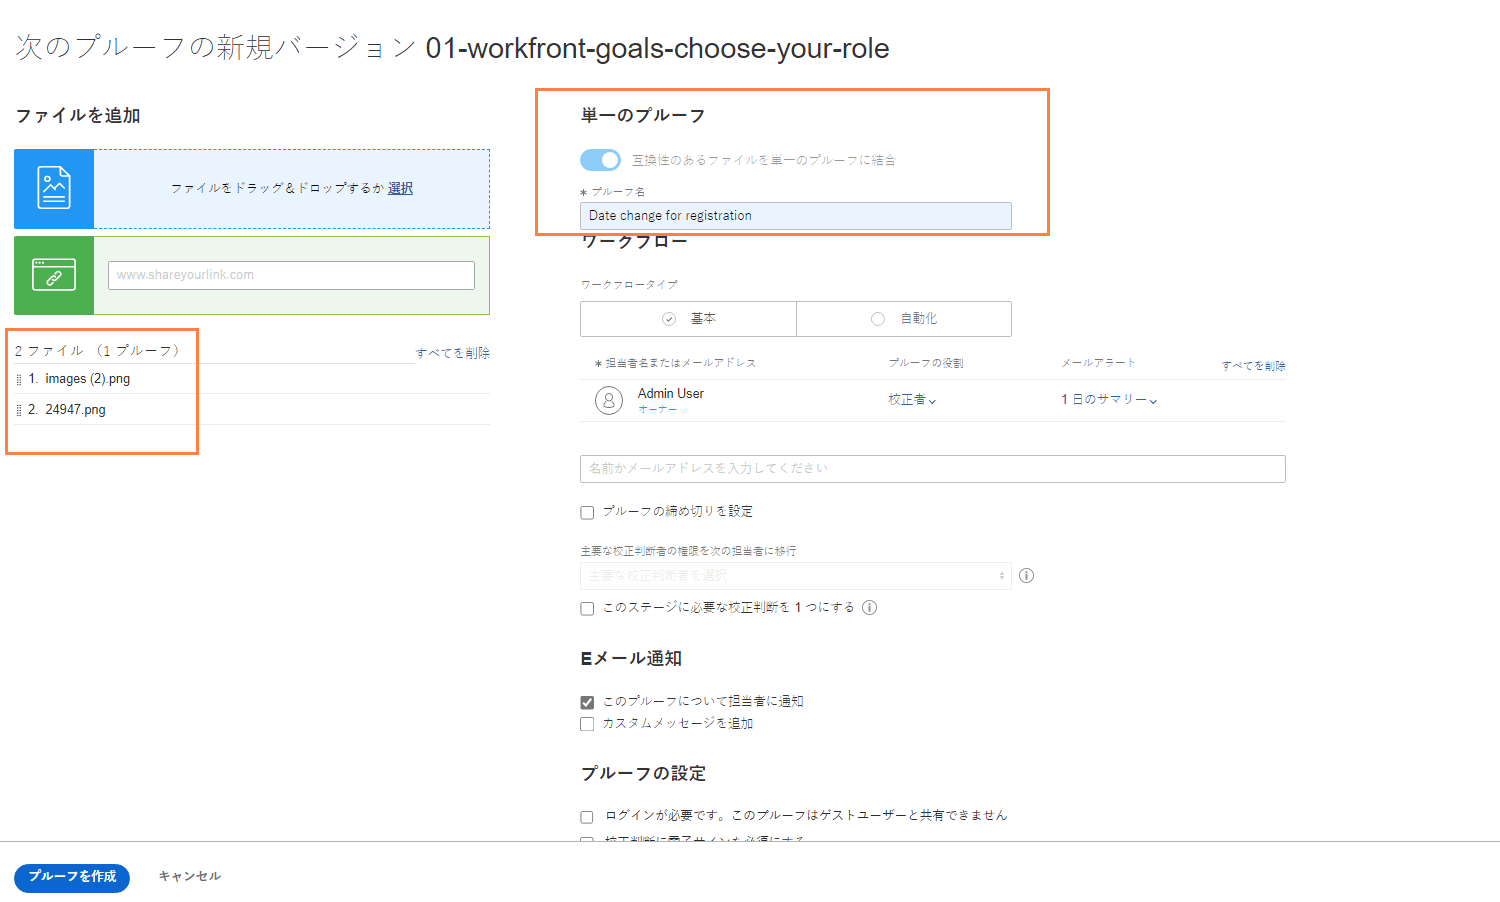 次のプルーフの新規バージョン 01-workfront-goals-choose-your-role
ファイルを追加
ファイルをドラッグ＆ドロップするか 選択
www.shareyourlink.com
2 ファイル （1 プルーフ）
すべてを削除
1. images (2).png
2. 24947.png
単一のプルーフ
互換性のあるファイルを単一のプルーフに結合
* プルーフ名
Date change for registration
ワークフロー
ワークフロータイプ
基本 自動化
* 担当者名またはメールアドレス プルーフの役割 メールアラート すべてを削除
Admin User 校正者 1 日のサマリー
オーナー
名前かメールアドレスを入力してください
プルーフの締め切りを設定
主要な校正判断者の権限を次の担当者に移行
主要な校正判断者を選択
このステージに必要な校正判断を 1 つにする
Eメール通知
このプルーフについて担当者に通知
カスタムメッセージを追加
プルーフの設定
ログインが必要です。このプルーフはゲストユーザーと共有できません
校正判断に電子サインを必須にする
プルーフを作成 キャンセル